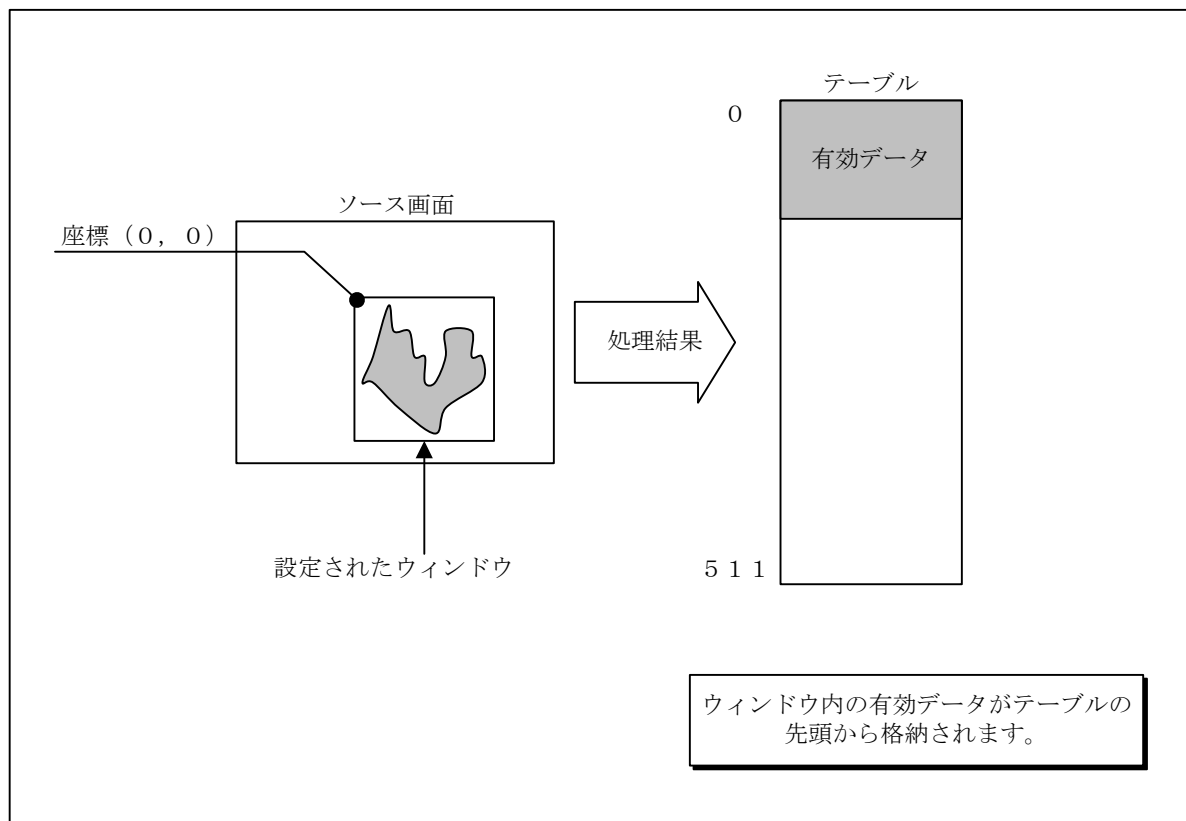 テーブル
０
有効データ
ソース画面
座標（０，０）
処理結果
設定されたウィンドウ
５１１
ウィンドウ内の有効データがテーブルの
先頭から格納されます。